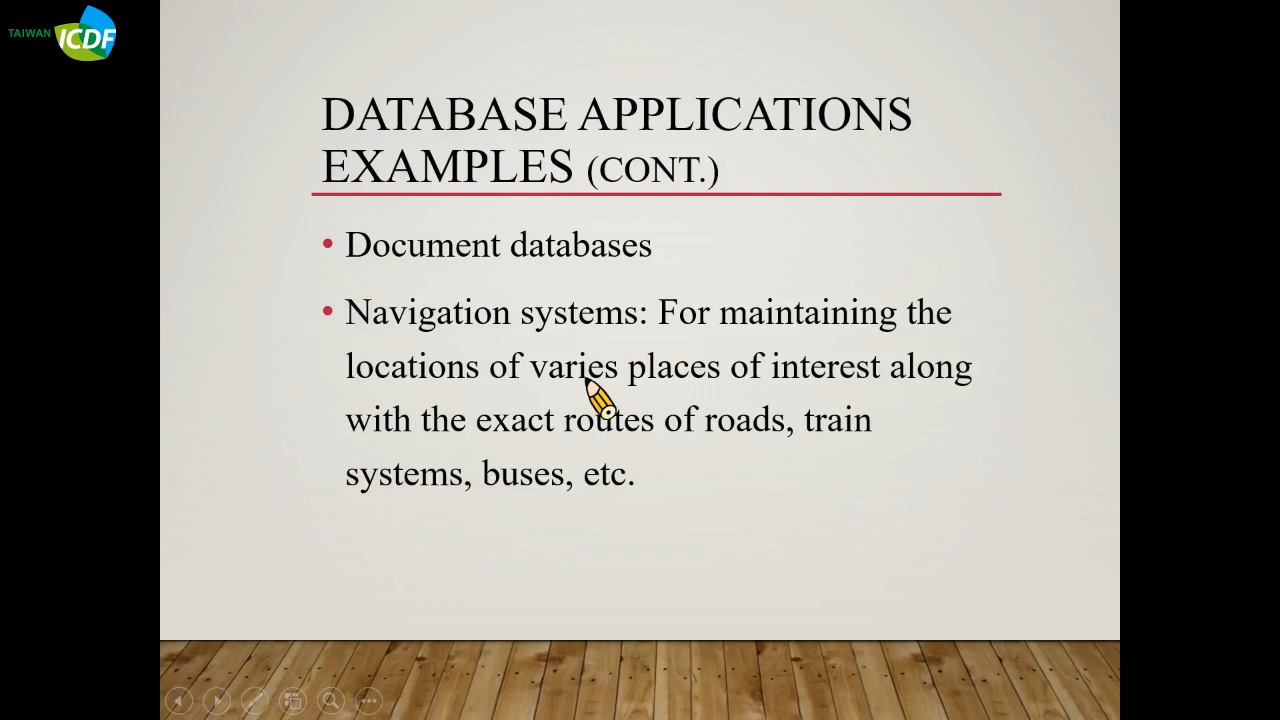 TAIWAN ICDF
DATABASE APPLICATIONS
EXAMPLES (CONT.)
• Document databases
• Navigation systems: For maintaining the
locations of varies places of interest along
with the exact routes of roads, train
systems, buses, etc.